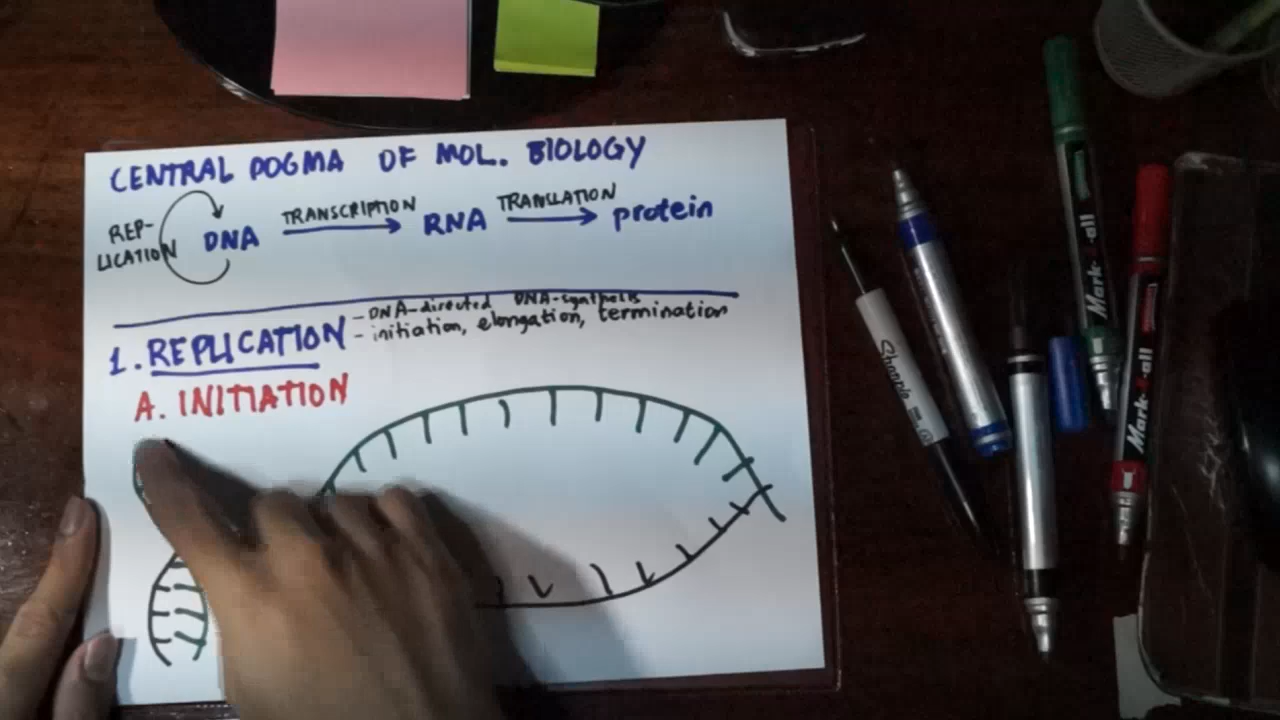 CENTRAL DOGMA OF MOL. BIOLOGY
REP-
LICATION
DNA TRANSCRIPTION RNA TRANSLATION protein
1. REPLICATION
- DNA-directed DNA-synthesis
- initiation, elongation, termination
A. INITIATION
Sharpie
Mark-all
Mark-all